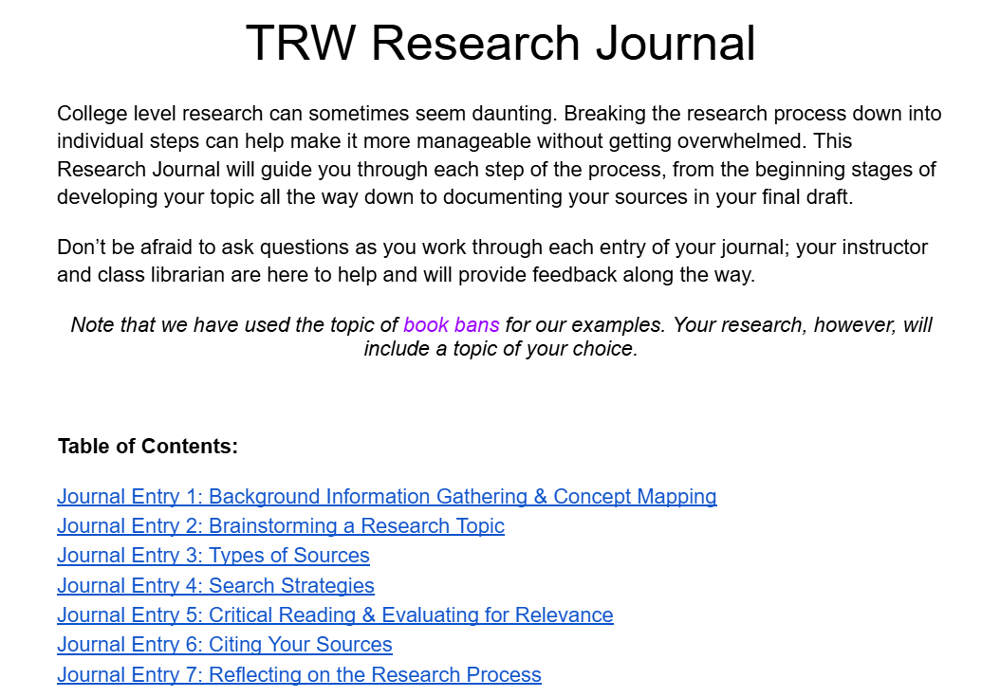 TRW Research Journal
College level research can sometimes seem daunting. Breaking the research process down into
individual steps can help make it more manageable without getting overwhelmed. This
Research Journal will guide you through each step of the process, from the beginning stages of
developing your topic all the way down to documenting your sources in your final draft.
Don’t be afraid to ask questions as you work through each entry of your journal; your instructor
and class librarian are here to help and will provide feedback along the way.
Note that we have used the topic of book bans for our examples. Your research, however, will
include a topic of your choice.
Table of Contents:
Journal Entry 1: Background Information Gathering & Concept Mapping
Journal Entry 2: Brainstorming a Research Topic
Journal Entry 3: Types of Sources
Journal Entry 4: Search Strategies
Journal Entry 5: Critical Reading & Evaluating for Relevance
Journal Entry 6: Citing Your Sources
Journal Entry 7: Reflecting on the Research Process